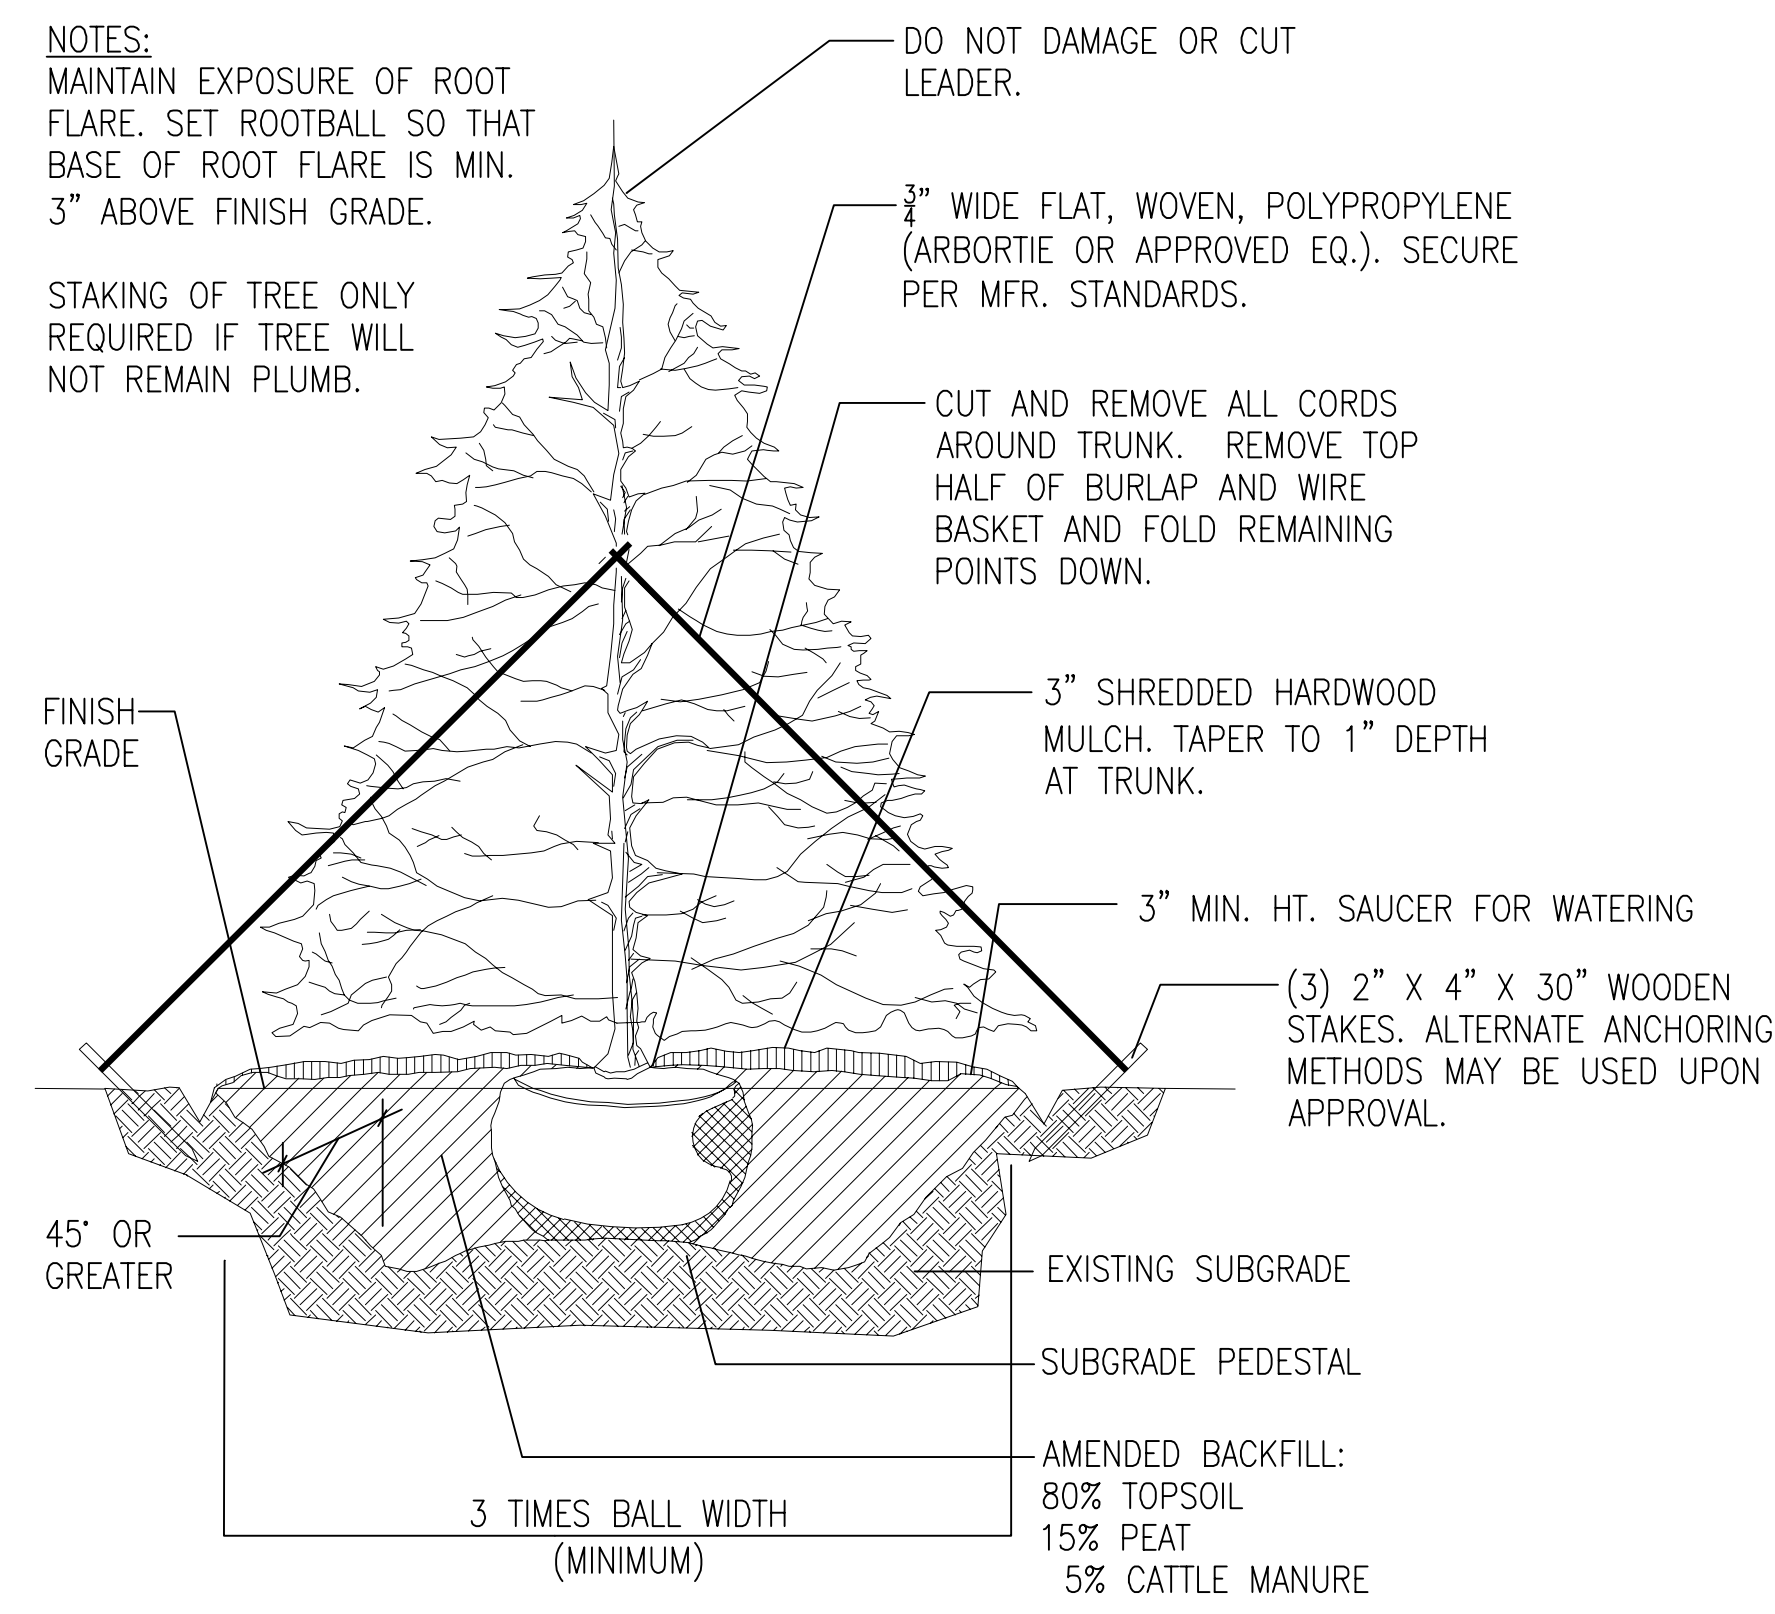 NOTES:
MAINTAIN EXPOSURE OF ROOT
FLARE. SET ROOTBALL SO THAT
BASE OF ROOT FLARE IS MIN.
3" ABOVE FINISH GRADE.
STAKING OF TREE ONLY
REQUIRED IF TREE WILL
NOT REMAIN PLUMB.
DO NOT DAMAGE OR CUT
LEADER.
3/4" WIDE FLAT, WOVEN, POLYPROPYLENE
(ARBORTIE OR APPROVED EQ.). SECURE
PER MFR. STANDARDS.
CUT AND REMOVE ALL CORDS
AROUND TRUNK. REMOVE TOP
HALF OF BURLAP AND WIRE
BASKET AND FOLD REMAINING
POINTS DOWN.
3" SHREDDED HARDWOOD
MULCH. TAPER TO 1" DEPTH
AT TRUNK.
FINISH
GRADE
3" MIN. HT. SAUCER FOR WATERING
(3) 2" X 4" X 30" WOODEN
STAKES. ALTERNATE ANCHORING
METHODS MAY BE USED UPON
APPROVAL.
45° OR
GREATER
EXISTING SUBGRADE
SUBGRADE PEDESTAL
AMENDED BACKFILL:
80% TOPSOIL
15% PEAT
5% CATTLE MANURE
3 TIMES BALL WIDTH
(MINIMUM)